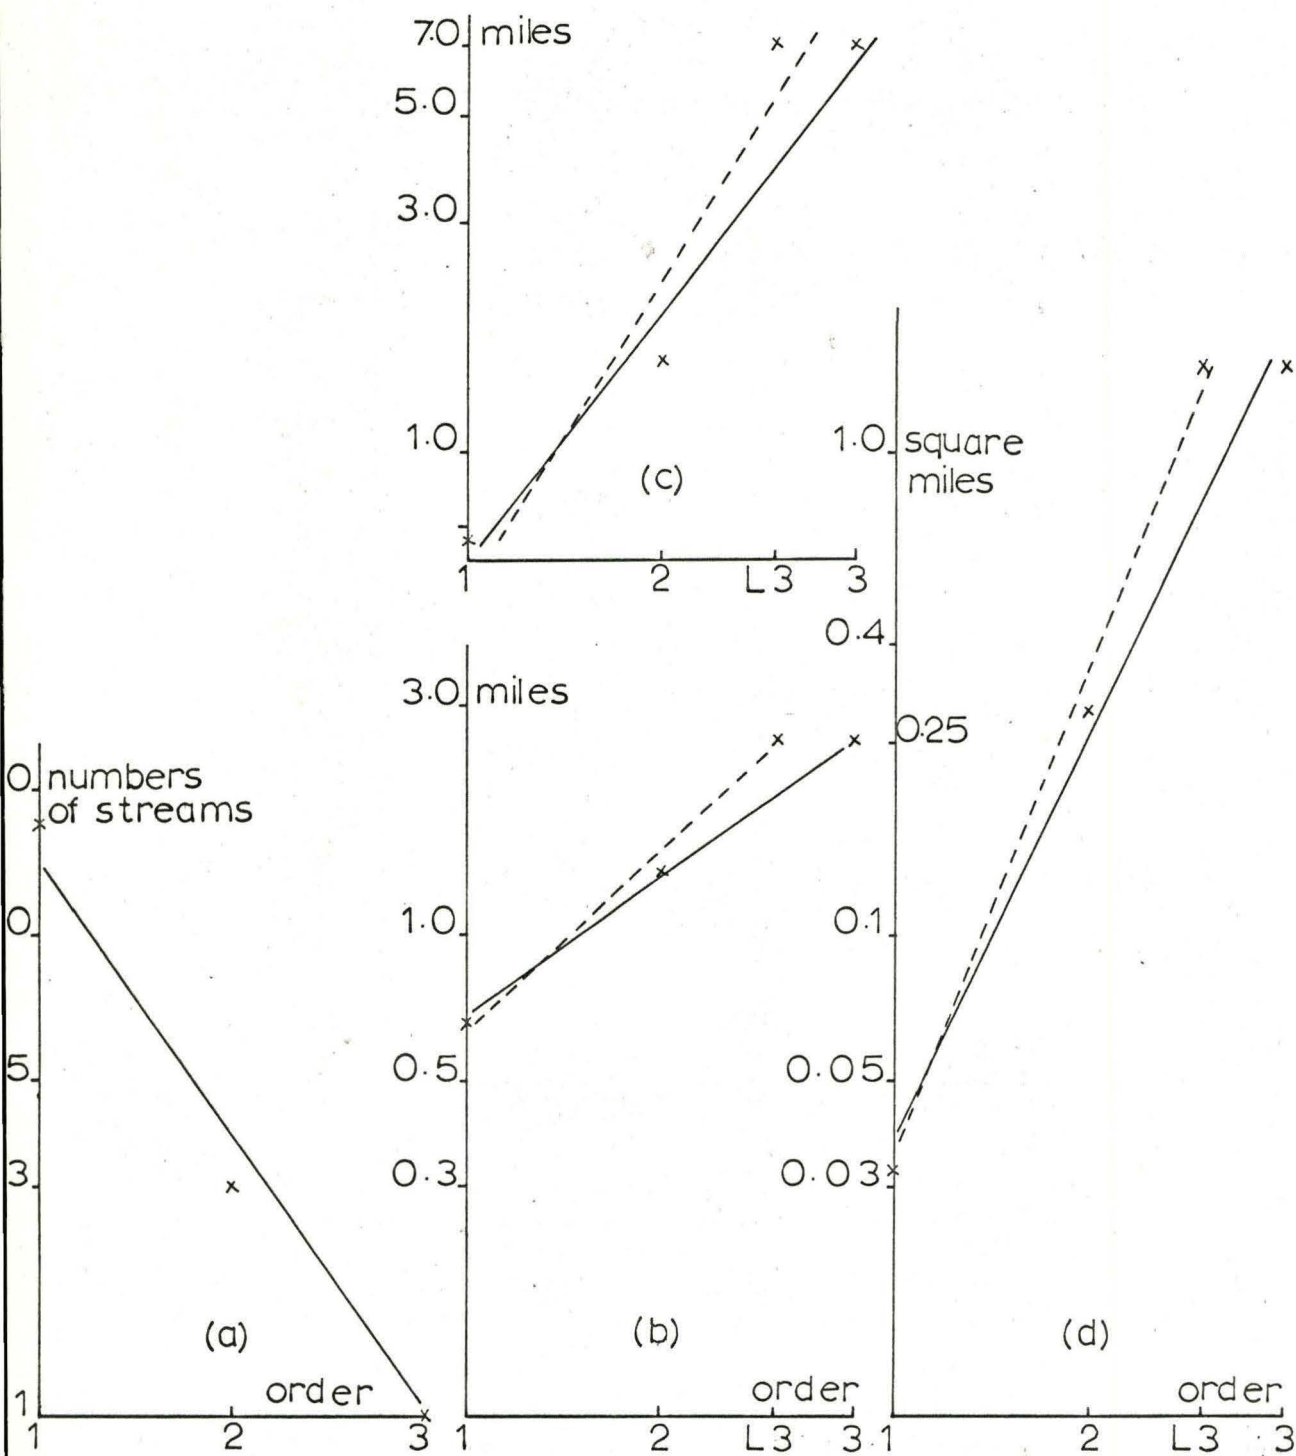 7.0 miles
5.0
3.0
1.0
(c)
1 2 L3 3
1.0 square
miles
0.4
0.25
0.1
0.05
0.03
(d)
order
1 2 L3 3
3.0 miles
1.0
0.5
0.3
(b)
order
1 2 L3 3
0 numbers
of streams
0
5
3
1
(a)
order
1 2 3